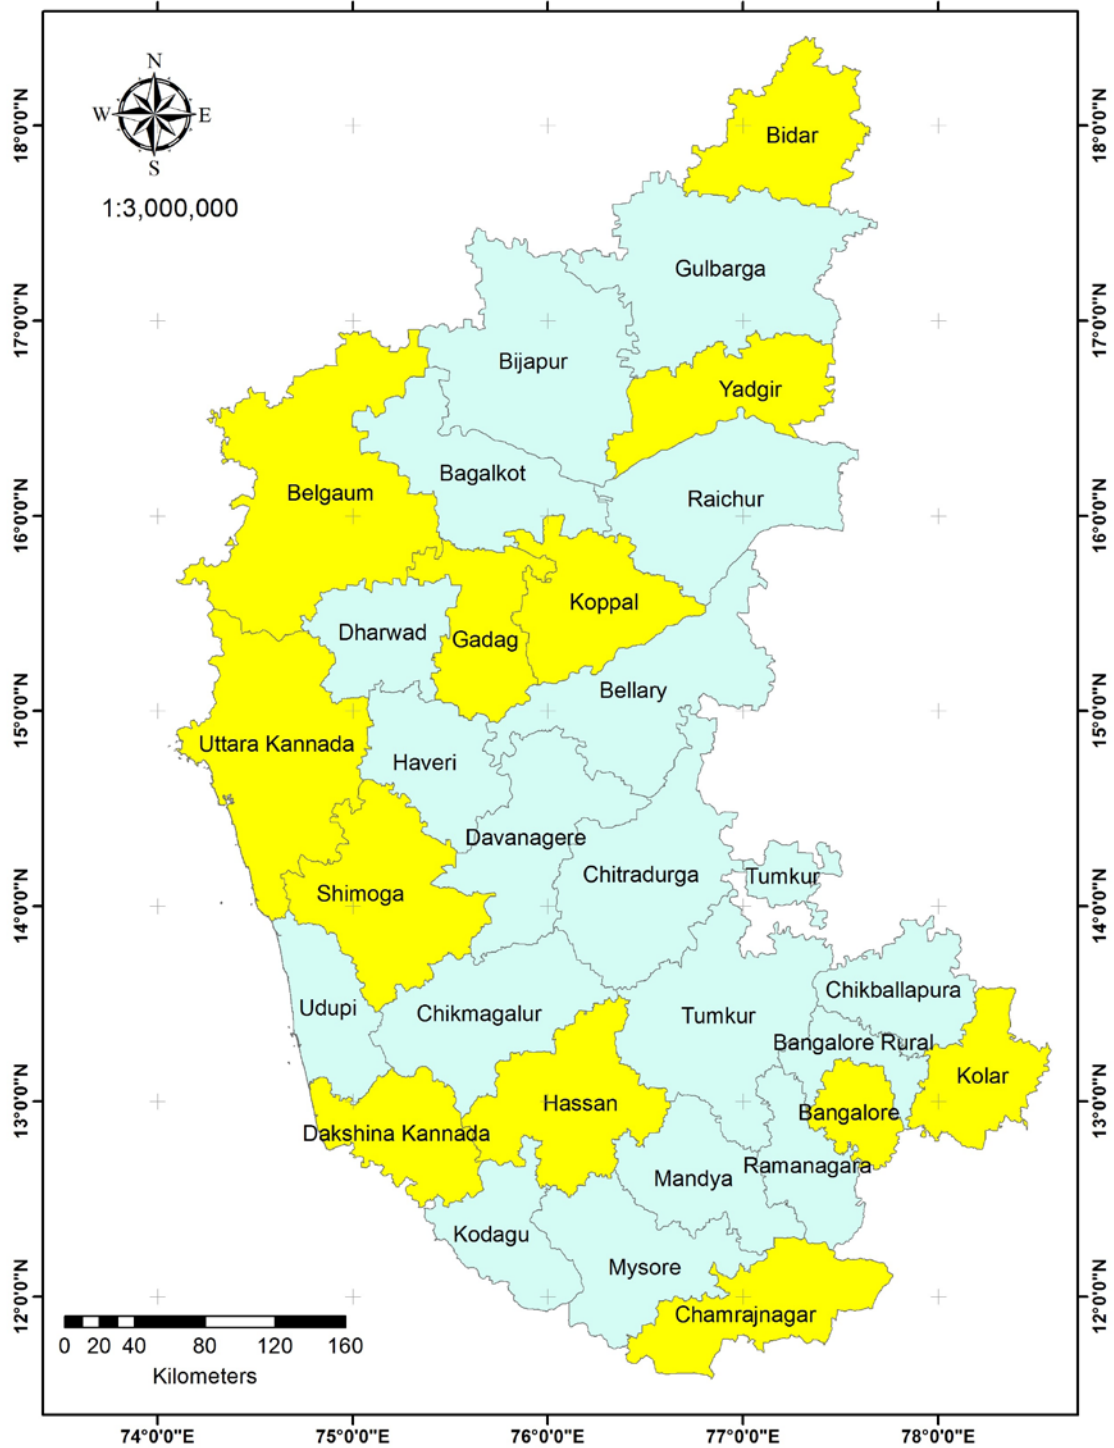 N
W E
S
1:3,000,000
Bidar
Gulbarga
Bijapur
Yadgir
Bagalkot
Belgaum
Raichur
Koppal
Dharwad
Gadag
Bellary
Uttara Kannada
Haveri
Davanagere
Chitradurga
Tumkur
Shimoga
Chikballapura
Udupi
Chikmagalur
Tumkur
Bangalore Rural
Kolar
Hassan
Bangalore
Dakshina Kannada
Ramanagara
Mandya
Kodagu
Mysore
Chamrajnagar
0 20 40 80 120 160
Kilometers
18°0'0"N
17°0'0"N
16°0'0"N
15°0'0"N
14°0'0"N
13°0'0"N
12°0'0"N
18°0'0"N
17°0'0"N
16°0'0"N
15°0'0"N
14°0'0"N
13°0'0"N
12°0'0"N
74°0'0"E 75°0'0"E 76°0'0"E 77°0'0"E 78°0'0"E